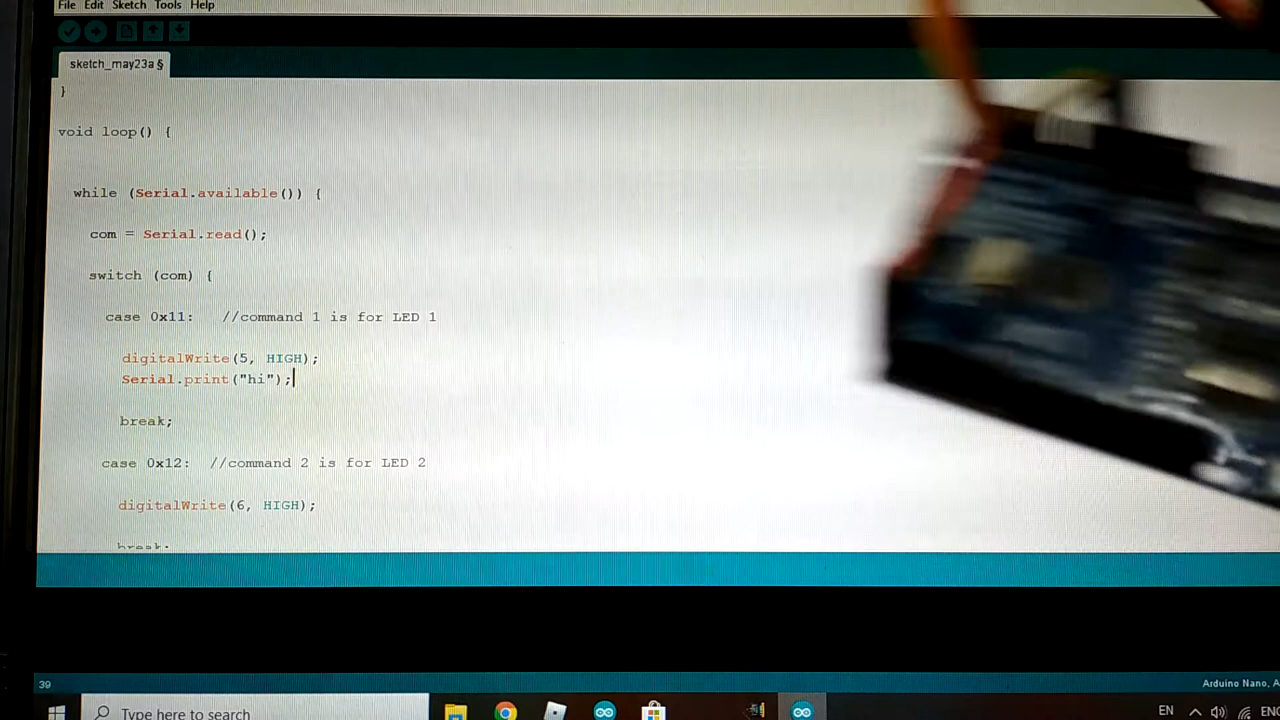 File Edit Sketch Tools Help
sketch_may23a §
}
void loop() {
while (Serial.available()) {
com = Serial.read();
switch (com) {
case 0x11: //command 1 is for LED 1
digitalWrite(5, HIGH);
Serial.print("hi");
break;
case 0x12: //command 2 is for LED 2
digitalWrite(6, HIGH);
break;
39
Arduino Nano, A
Type here to search
EN
ENG